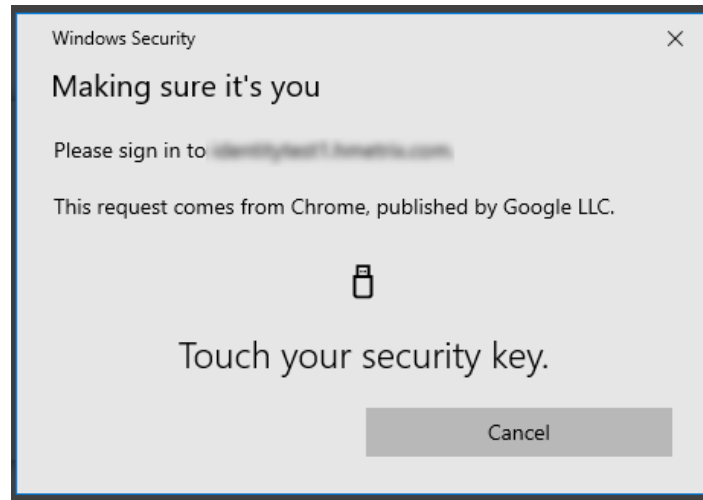 Windows Security
Making sure it's you
Please sign in to
This request comes from Chrome, published by Google LLC.
Touch your security key.
Cancel